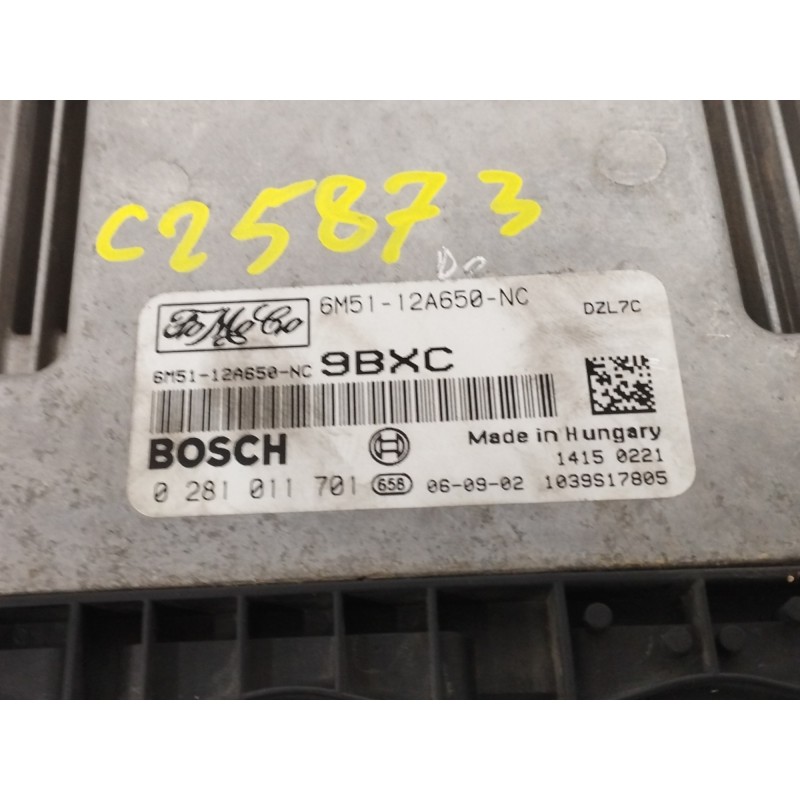 C25873
Do
FoMoCo
6M51-12A650-NC
DZL7C
6M51-12A650-NC 9BXC
BOSCH
Made in Hungary
1415 0221
0 281 011 701 658 06-09-02 1039S17805